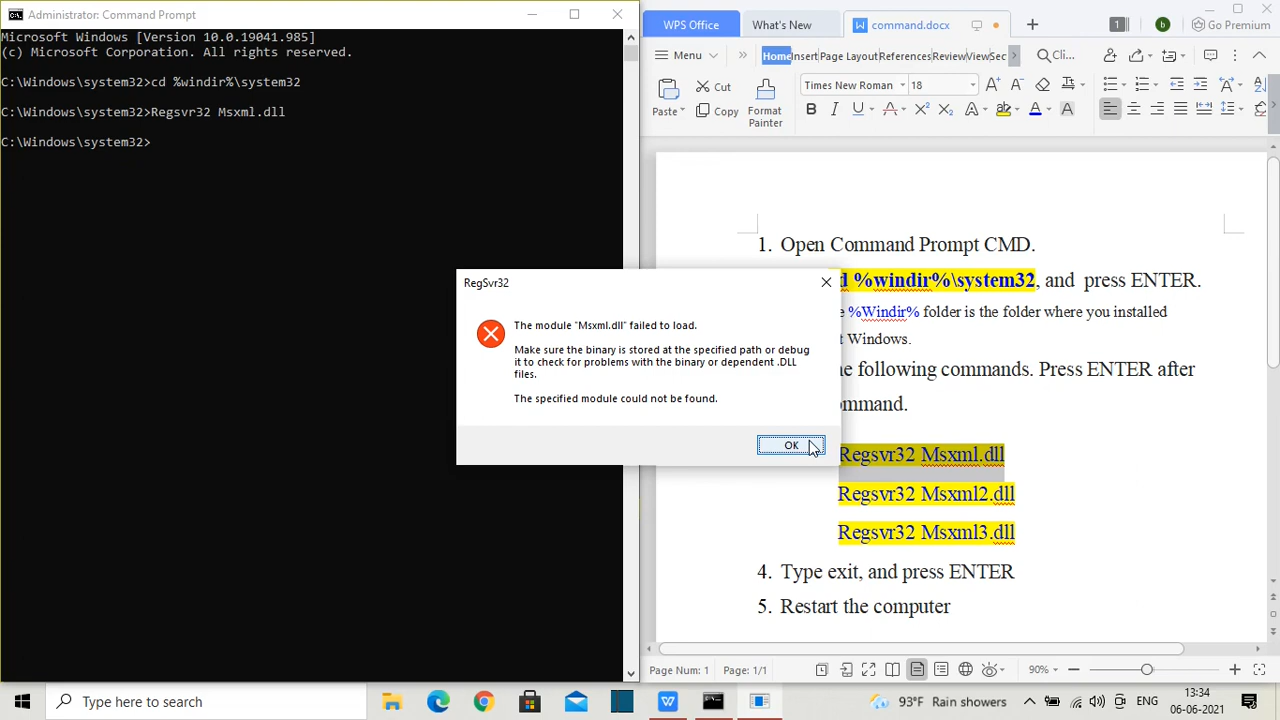 Administrator: Command Prompt
Microsoft Windows [Version 10.0.19041.985]
(c) Microsoft Corporation. All rights reserved.
C:\Windows\system32>cd %windir%\system32
C:\Windows\system32>Regsvr32 Msxml.dll
C:\Windows\system32>
WPS Office
What's New
command.docx
1
b
Go Premium
Menu
Home
Insert
Page Layout
References
Review
View
Sec
Cli...
Paste
Cut
Copy
Format
Painter
Times New Roman
18
1. Open Command Prompt CMD.
d %windir%\system32, and press ENTER.
e %Windir% folder is the folder where you installed
t Windows.
he following commands. Press ENTER after
mmand.
Regsvr32 Msxml.dll
Regsvr32 Msxml2.dll
Regsvr32 Msxml3.dll
4. Type exit, and press ENTER
5. Restart the computer
RegSvr32
The module "Msxml.dll" failed to load.
Make sure the binary is stored at the specified path or debug
it to check for problems with the binary or dependent .DLL
files.
The specified module could not be found.
OK
Page Num: 1
Page: 1/1
90%
Type here to search
93°F Rain showers
ENG
13:34
06-06-2021